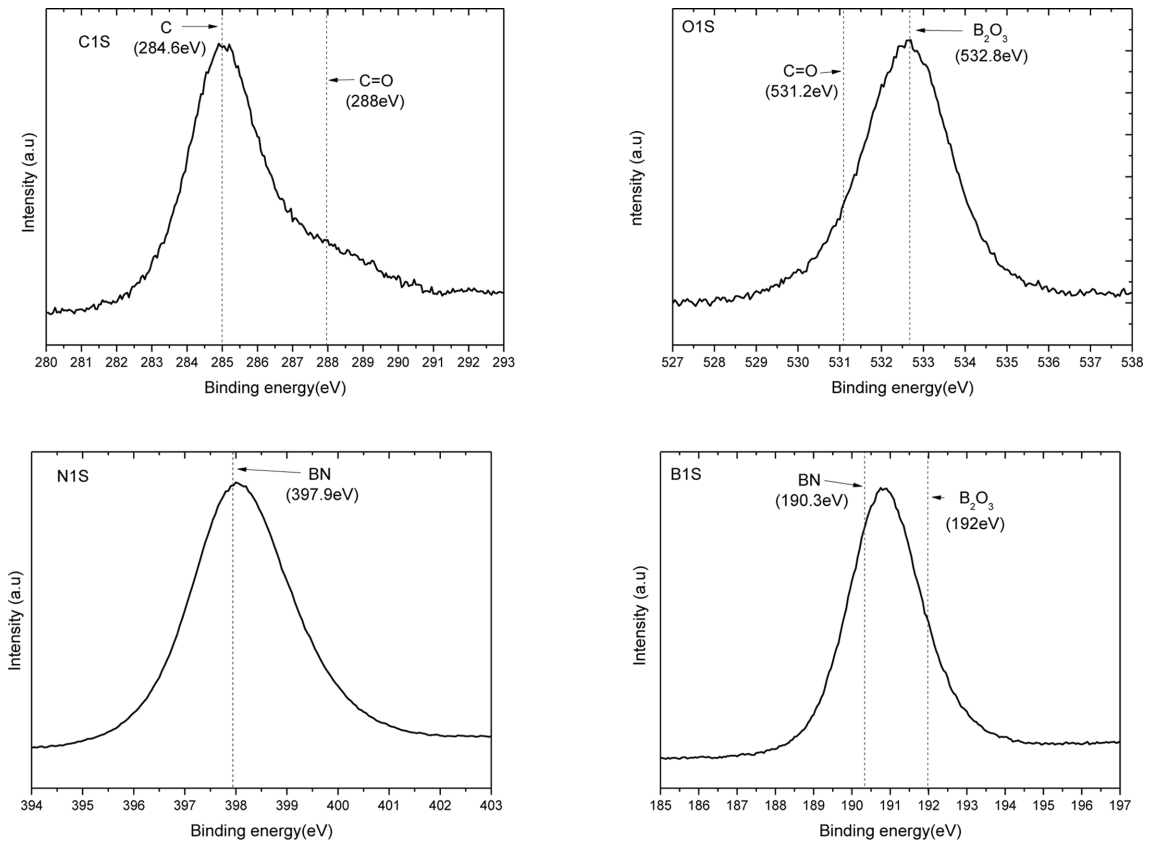 C1S
C
(284.6eV)
C=O
(288eV)
Intensity (a.u)
280 281 282 283 284 285 286 287 288 289 290 291 292 293
Binding energy(eV)
O1S
B2O3
(532.8eV)
C=O
(531.2eV)
ntensity (a.u)
527 528 529 530 531 532 533 534 535 536 537 538
Binding energy(eV)
N1S
BN
(397.9eV)
Intensity (a.u)
394 395 396 397 398 399 400 401 402 403
Binding energy(eV)
B1S
BN
(190.3eV)
B2O3
(192eV)
Intensity (a.u)
185 186 187 188 189 190 191 192 193 194 195 196 197
Binding energy(eV)